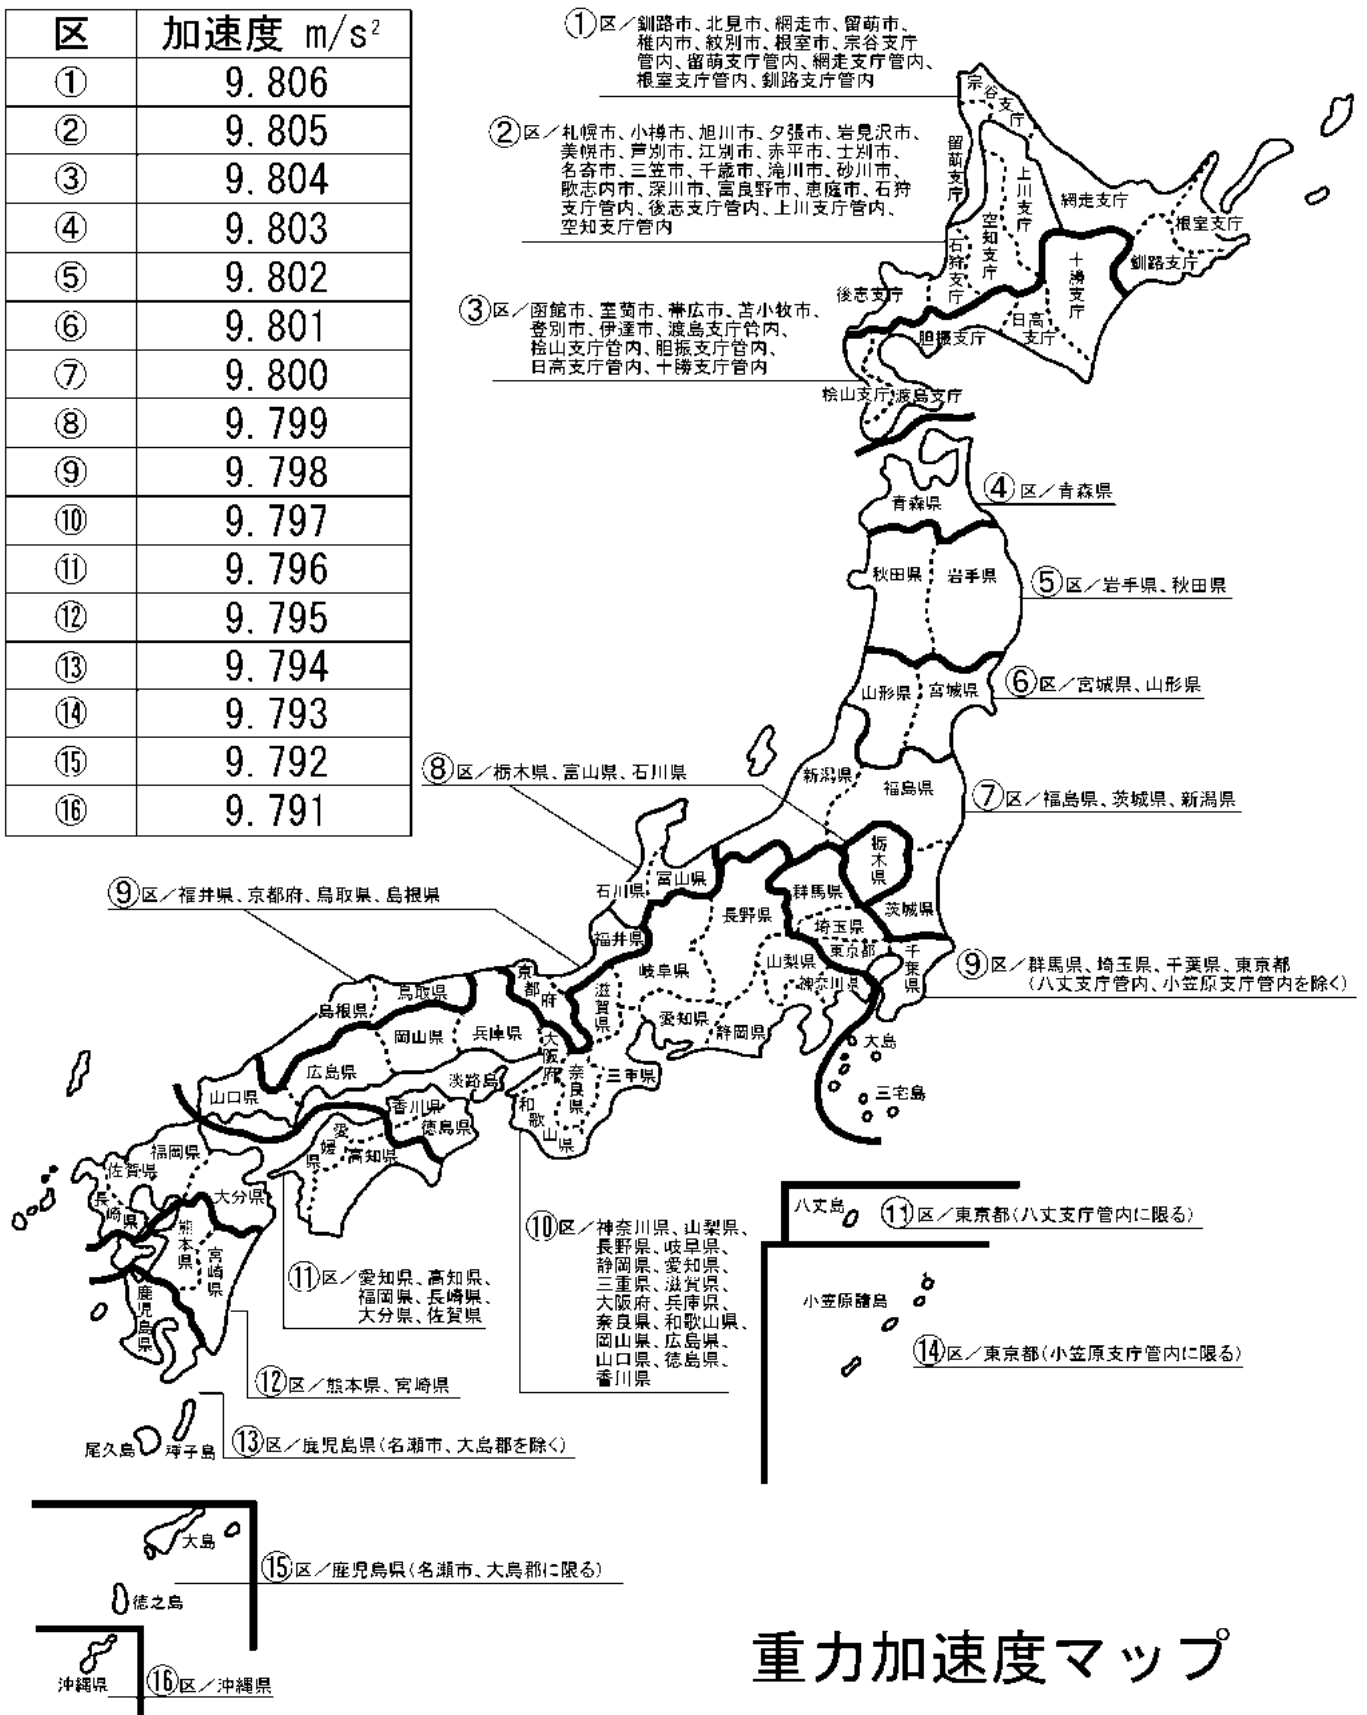 区 加速度 m/s²
① 9.806
② 9.805
③ 9.804
④ 9.803
⑤ 9.802
⑥ 9.801
⑦ 9.800
⑧ 9.799
⑨ 9.798
⑩ 9.797
⑪ 9.796
⑫ 9.795
⑬ 9.794
⑭ 9.793
⑮ 9.792
⑯ 9.791
①区/釧路市、北見市、網走市、留萌市、
稚内市、紋別市、根室市、宗谷支庁
管内、留萌支庁管内、網走支庁管内、
根室支庁管内、釧路支庁管内
②区/札幌市、小樽市、旭川市、夕張市、岩見沢市、
美幌市、芦別市、江別市、赤平市、士別市、
名寄市、三笠市、千歳市、滝川市、砂川市、
歌志内市、深川市、富良野市、恵庭市、石狩
支庁管内、後志支庁管内、上川支庁管内、
空知支庁管内
③区/函館市、室蘭市、帯広市、苫小牧市、
登別市、伊達市、渡島支庁管内、
桧山支庁管内、胆振支庁管内、
日高支庁管内、十勝支庁管内
宗谷支庁
留萌支庁
上川支庁
網走支庁
根室支庁
空知支庁
石狩支庁
十勝支庁
釧路支庁
後志支庁
日高支庁
胆振支庁
桧山支庁
渡島支庁
青森県
④区/青森県
秋田県
岩手県
⑤区/岩手県、秋田県
山形県
宮城県
⑥区/宮城県、山形県
⑧区/栃木県、富山県、石川県
新潟県
福島県
⑦区/福島県、茨城県、新潟県
栃木県
石川県
富山県
群馬県
茨城県
⑨区/福井県、京都府、鳥取県、島根県
長野県
埼玉県
福井県
東京都
千葉県
岐阜県
山梨県
神奈川県
⑨区/群馬県、埼玉県、千葉県、東京都
(八丈支庁管内、小笠原支庁管内を除く)
京都府
滋賀県
鳥取県
島根県
愛知県
静岡県
岡山県
兵庫県
大阪府
大島
広島県
淡路島
奈良県
三重県
山口県
三宅島
香川県
徳島県
和歌山県
愛媛県
高知県
福岡県
佐賀県
大分県
長崎県
熊本県
宮崎県
鹿児島県
八丈島
⑪区/東京都(八丈支庁管内に限る)
⑩区/神奈川県、山梨県、
長野県、岐阜県、
静岡県、愛知県、
三重県、滋賀県、
大阪府、兵庫県、
奈良県、和歌山県、
岡山県、広島県、
山口県、徳島県、
香川県
⑪区/愛知県、高知県、
福岡県、長崎県、
大分県、佐賀県
小笠原諸島
⑭区/東京都(小笠原支庁管内に限る)
⑫区/熊本県、宮崎県
尾久島
種子島
⑬区/鹿児島県(名瀬市、大島郡を除く)
大島
⑮区/鹿児島県(名瀬市、大島郡に限る)
徳之島
沖縄県
⑯区/沖縄県
重力加速度マップ